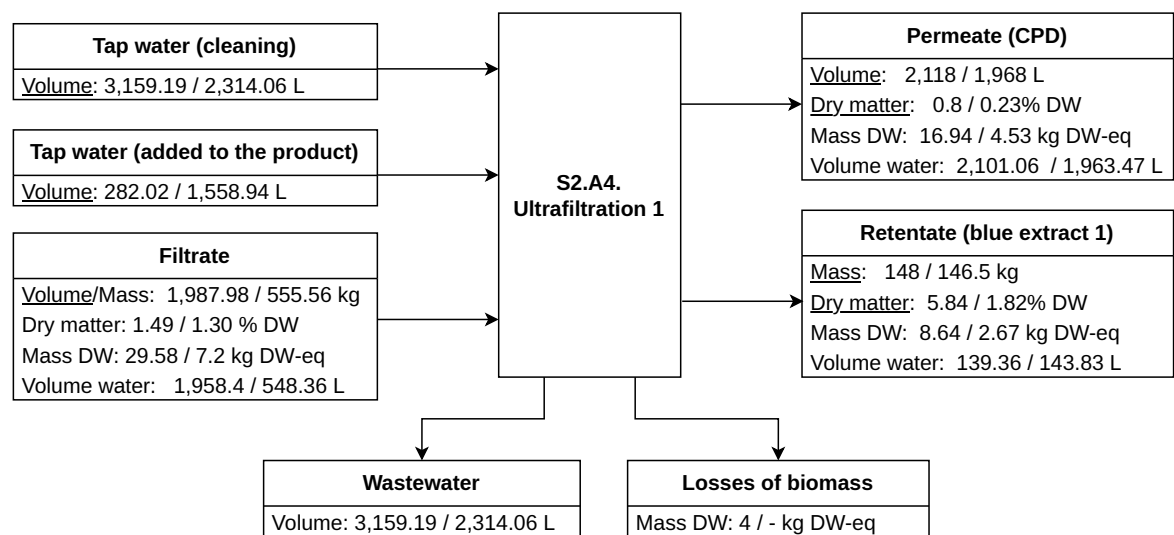 Tap water (cleaning)
Volume: 3,159.19 / 2,314.06 L
Tap water (added to the product)
Volume: 282.02 / 1,558.94 L
Filtrate
Volume/Mass: 1,987.98 / 555.56 kg
Dry matter: 1.49 / 1.30 % DW
Mass DW: 29.58 / 7.2 kg DW-eq
Volume water: 1,958.4 / 548.36 L
S2.A4.
Ultrafiltration 1
Permeate (CPD)
Volume: 2,118 / 1,968 L
Dry matter: 0.8 / 0.23% DW
Mass DW: 16.94 / 4.53 kg DW-eq
Volume water: 2,101.06 / 1,963.47 L
Retentate (blue extract 1)
Mass: 148 / 146.5 kg
Dry matter: 5.84 / 1.82% DW
Mass DW: 8.64 / 2.67 kg DW-eq
Volume water: 139.36 / 143.83 L
Wastewater
Volume: 3,159.19 / 2,314.06 L
Losses of biomass
Mass DW: 4 / - kg DW-eq